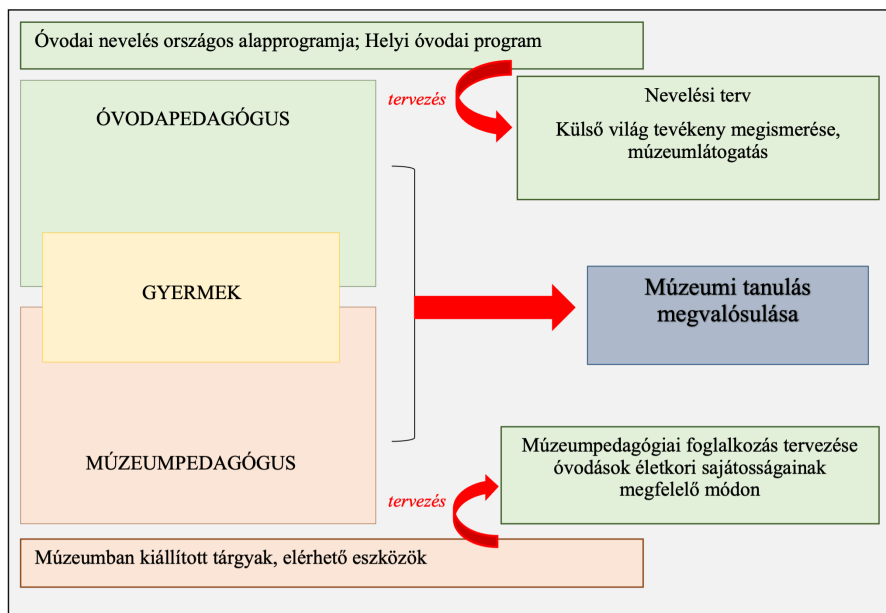 Óvodai nevelés országos alapprogramja; Helyi óvodai program
tervezés
Nevelési terv
Külső világ tevékeny megismerése,
múzeumlátogatás
ÓVODAPEDAGÓGUS
GYERMEK
Múzeumi tanulás
megvalósulása
MÚZEUMPEDAGÓGUS
Múzeumpedagógiai foglalkozás tervezése
óvodások életkori sajátosságainak
megfelelő módon
tervezés
Múzeumban kiállított tárgyak, elérhető eszközök